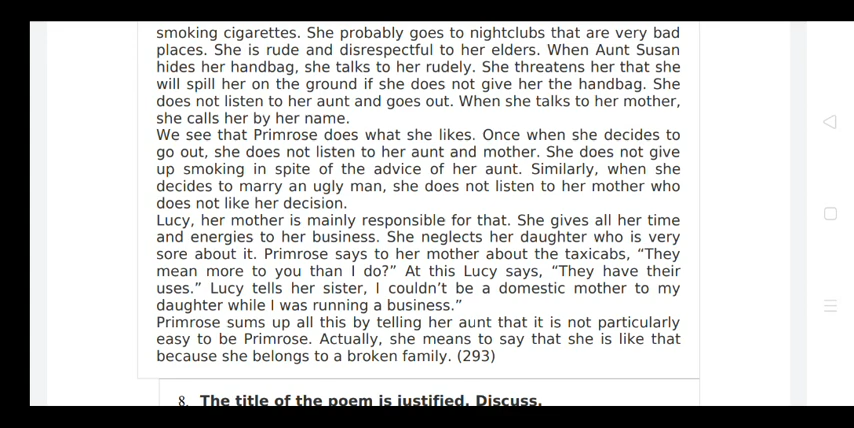 smoking cigarettes. She probably goes to nightclubs that are very bad
places. She is rude and disrespectful to her elders. When Aunt Susan
hides her handbag, she talks to her rudely. She threatens her that she
will spill her on the ground if she does not give her the handbag. She
does not listen to her aunt and goes out. When she talks to her mother,
she calls her by her name.
We see that Primrose does what she likes. Once when she decides to
go out, she does not listen to her aunt and mother. She does not give
up smoking in spite of the advice of her aunt. Similarly, when she
decides to marry an ugly man, she does not listen to her mother who
does not like her decision.
Lucy, her mother is mainly responsible for that. She gives all her time
and energies to her business. She neglects her daughter who is very
sore about it. Primrose says to her mother about the taxicabs, “They
mean more to you than I do?” At this Lucy says, “They have their
uses.” Lucy tells her sister, I couldn’t be a domestic mother to my
daughter while I was running a business.”
Primrose sums up all this by telling her aunt that it is not particularly
easy to be Primrose. Actually, she means to say that she is like that
because she belongs to a broken family. (293)
8. The title of the poem is justified. Discuss.